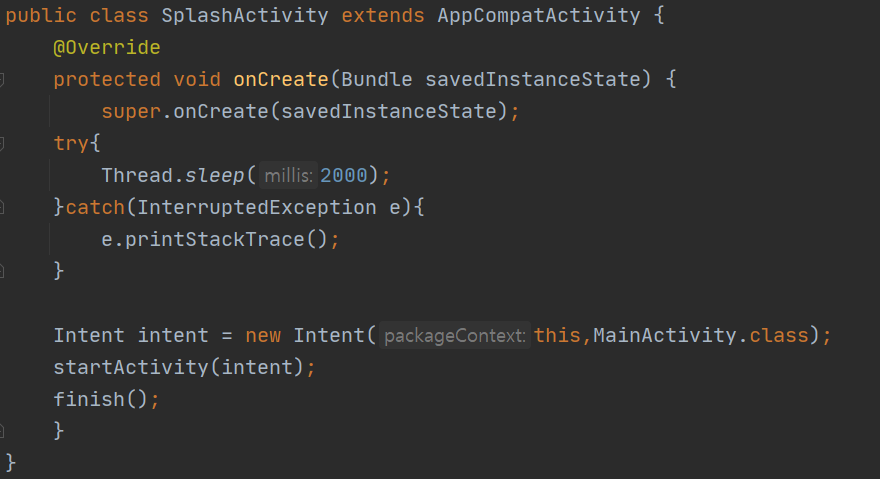 public class SplashActivity extends AppCompatActivity {
    @Override
    protected void onCreate(Bundle savedInstanceState) {
        super.onCreate(savedInstanceState);
    try{
        Thread.sleep( millis: 2000);
    }catch(InterruptedException e){
        e.printStackTrace();
    }

    Intent intent = new Intent( packageContext: this,MainActivity.class);
    startActivity(intent);
    finish();
    }
}